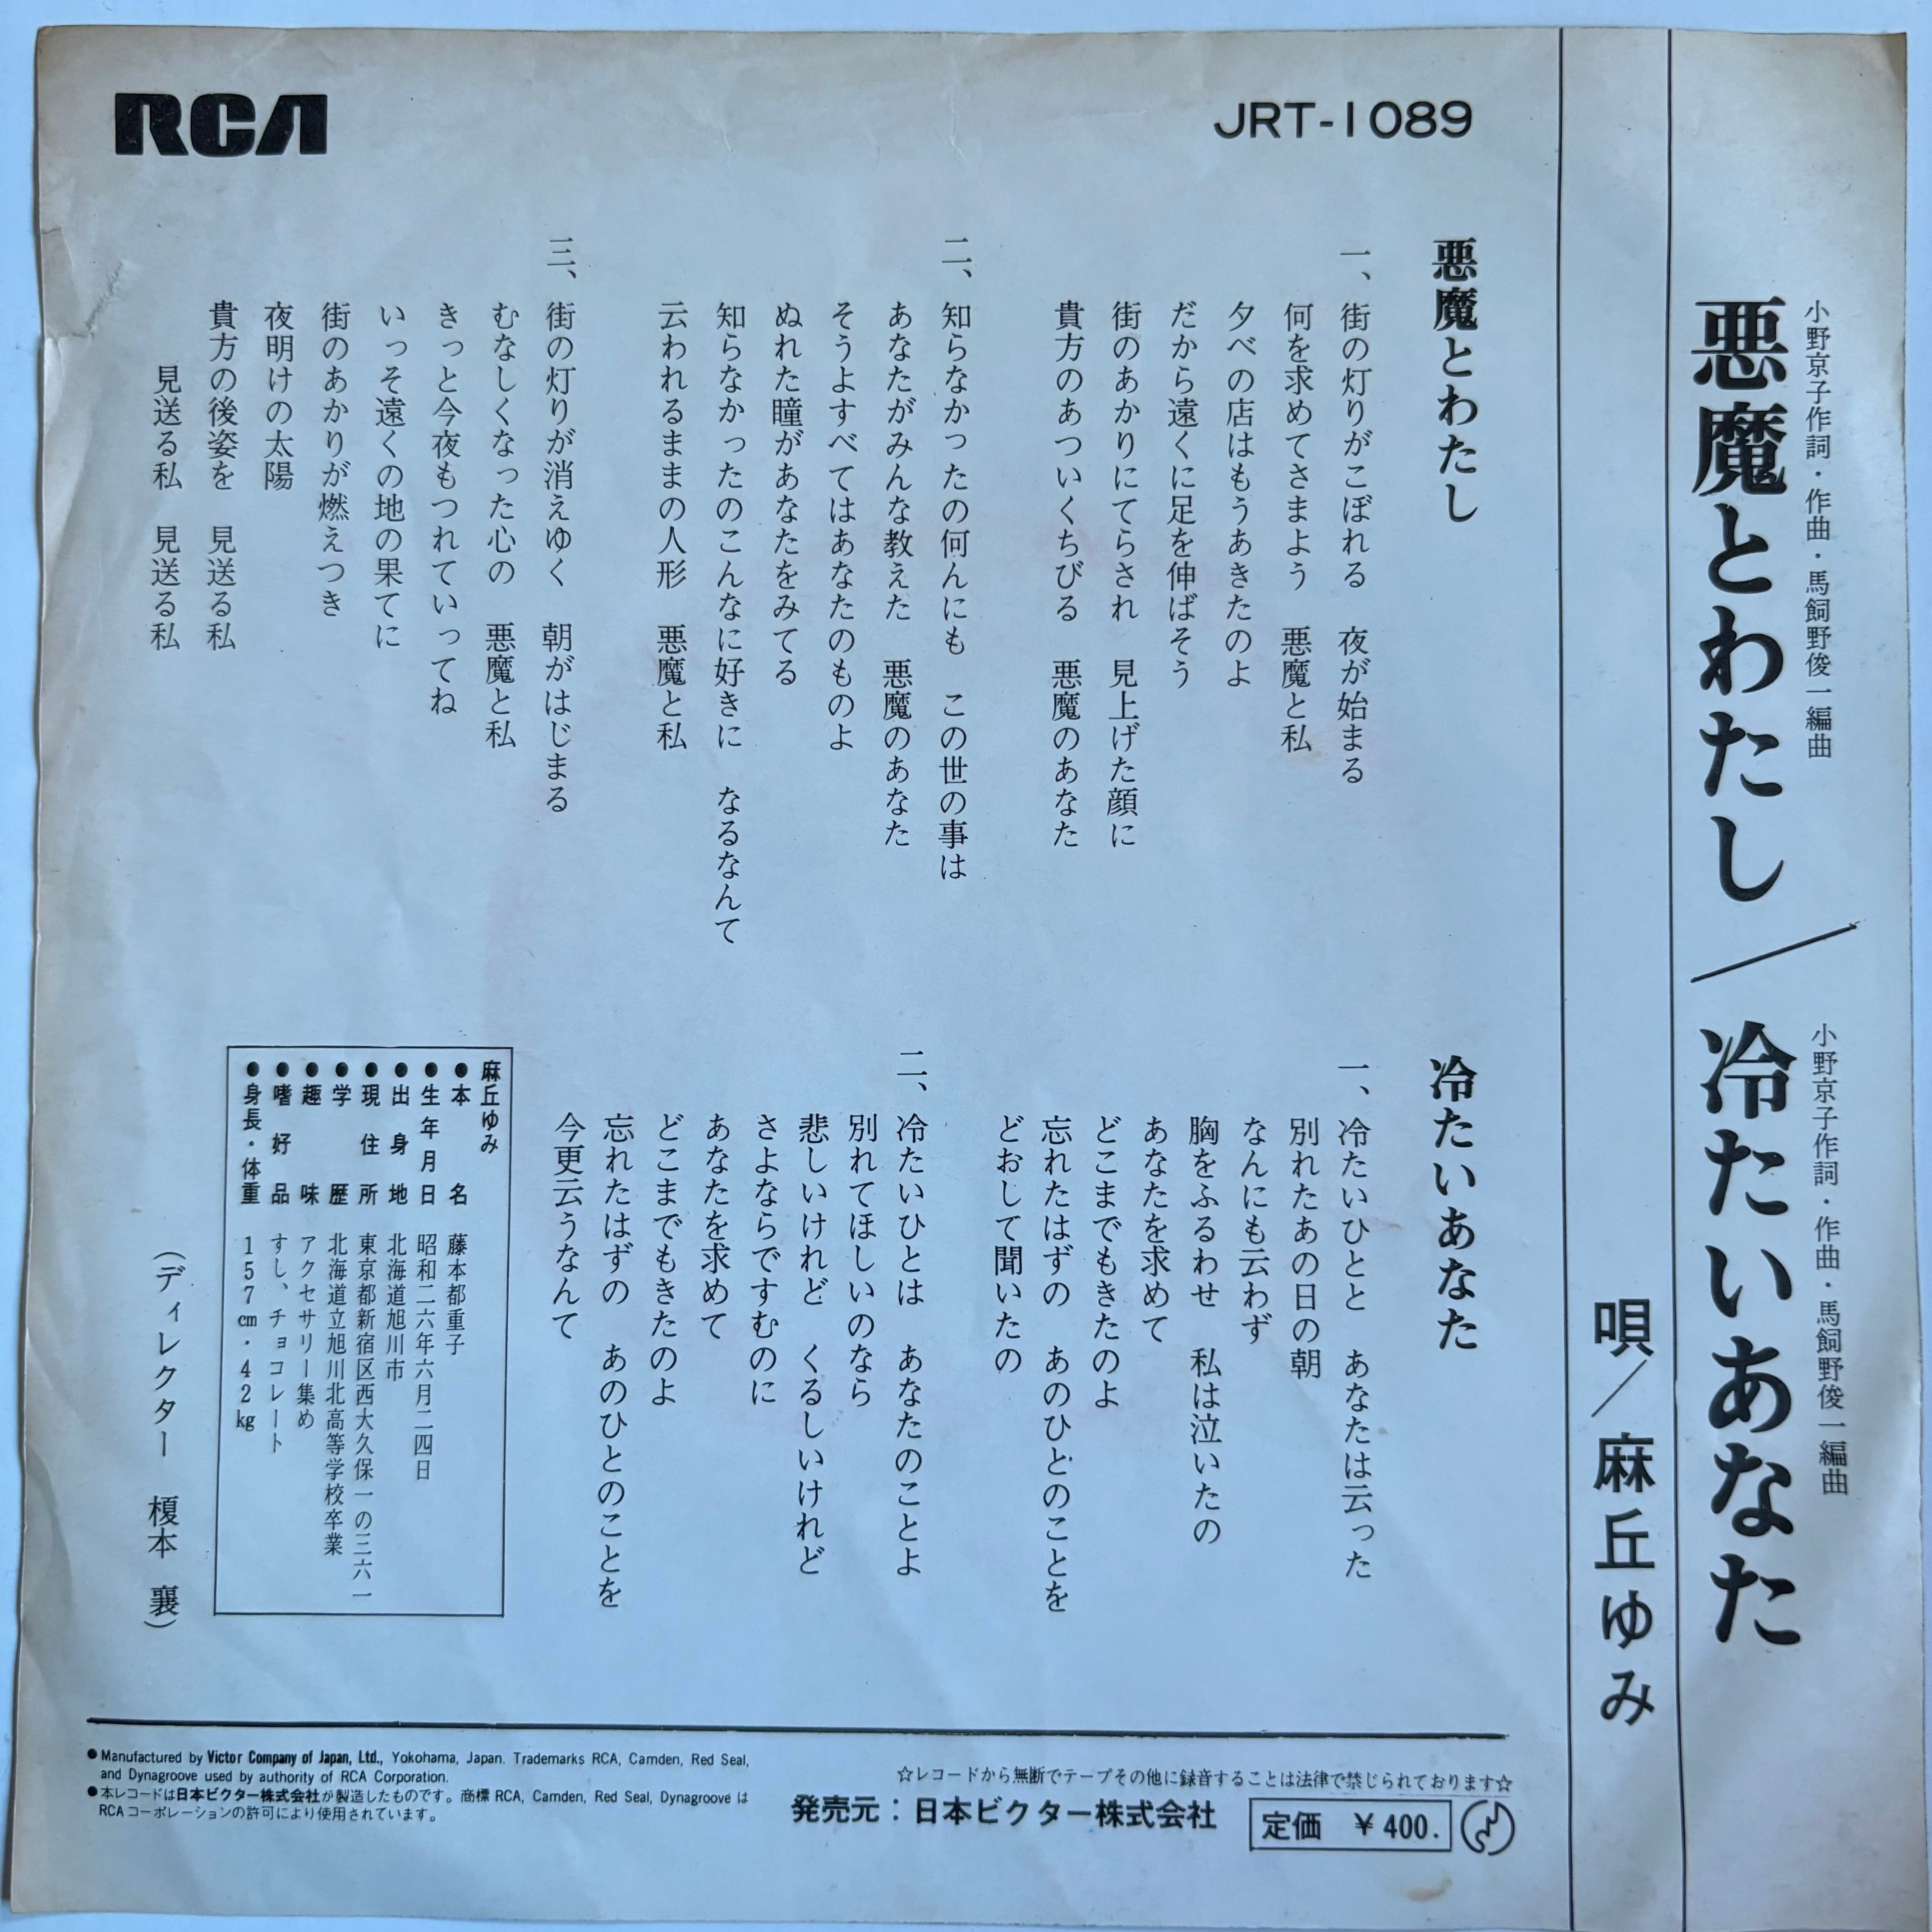 小野京子作詞・作曲・馬飼野俊一編曲
悪魔とわたし/冷たいあなた
小野京子作詞・作曲・馬飼野俊一編曲
唄/麻丘ゆみ
RCA
JRT-1089
悪魔とわたし
一、街の灯りがこぼれる 夜が始まる
何を求めてさまよう 悪魔と私
夕べの店はもうあきたのよ
だから遠くに足を伸ばそう
街のあかりにてらされ 見上げた顔に
貴方のあついくちびる 悪魔のあなた
二、知らなかったの何んにも この世の事は
あなたがみんな教えた 悪魔のあなた
そうよすべてはあなたのものよ
ぬれた瞳があなたをみてる
知らなかったのこんなに好きに なるなんて
云われるままの人形 悪魔と私
三、街の灯りが消えゆく 朝がはじまる
むなしくなった心の 悪魔と私
きっと今夜もつれていってね
いっそ遠くの地の果てに
街のあかりが燃えつき
夜明けの太陽
貴方の後姿を 見送る私
見送る私 見送る私
冷たいあなた
一、冷たいひとと あなたは云った
別れたあの日の朝
なんにも云わず
胸をふるわせ 私は泣いたの
あなたを求めて
どこまでもきたのよ
忘れたはずの あのひとのことを
どおして聞いたの
二、冷たいひとは あなたのことよ
別れてほしいのなら
悲しいけれど くるしいけれど
さよならですむのに
あなたを求めて
どこまでもきたのよ
忘れたはずの あのひとのことを
今更云うなんて
麻丘ゆみ
●本名 藤本都重子
●生年月日 昭和二六年六月二四日
●出身地 北海道旭川市
●現住所 東京都新宿区西大久保一の三六一
●学歴 北海道立旭川北高等学校卒業
●趣味 アクセサリー集め
●嗜好品 すし、チョコレート
●身長・体重 157cm・42kg
(ディレクター 榎本 襄)
●Manufactured by Victor Company of Japan, Ltd., Yokohama, Japan. Trademarks RCA, Camden, Red Seal,
and Dynagroove used by authority of RCA Corporation.
●本レコードは日本ビクター株式会社が製造したものです。商標 RCA, Camden, Red Seal, Dynagroove は
RCAコーポレーションの許可により使用されています。
☆レコードから無断でテープその他に録音することは法律で禁じられております☆
発売元:日本ビクター株式会社
定価 ¥400.